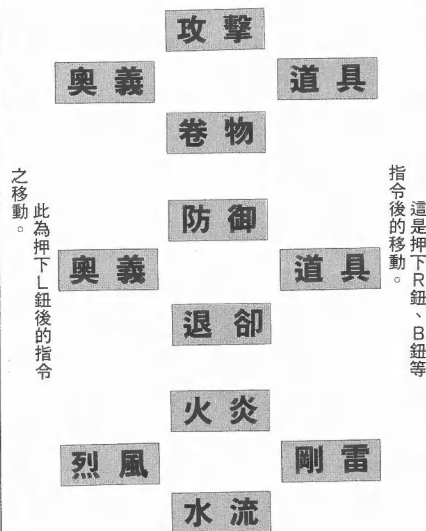 攻擊
奧義
道具
卷物
防御
奧義
道具
退卻
火炎
烈風
剛雷
水流
這是押下R鈕、B鈕等
指令後的移動。
此為押下L鈕後的指令
之移動。